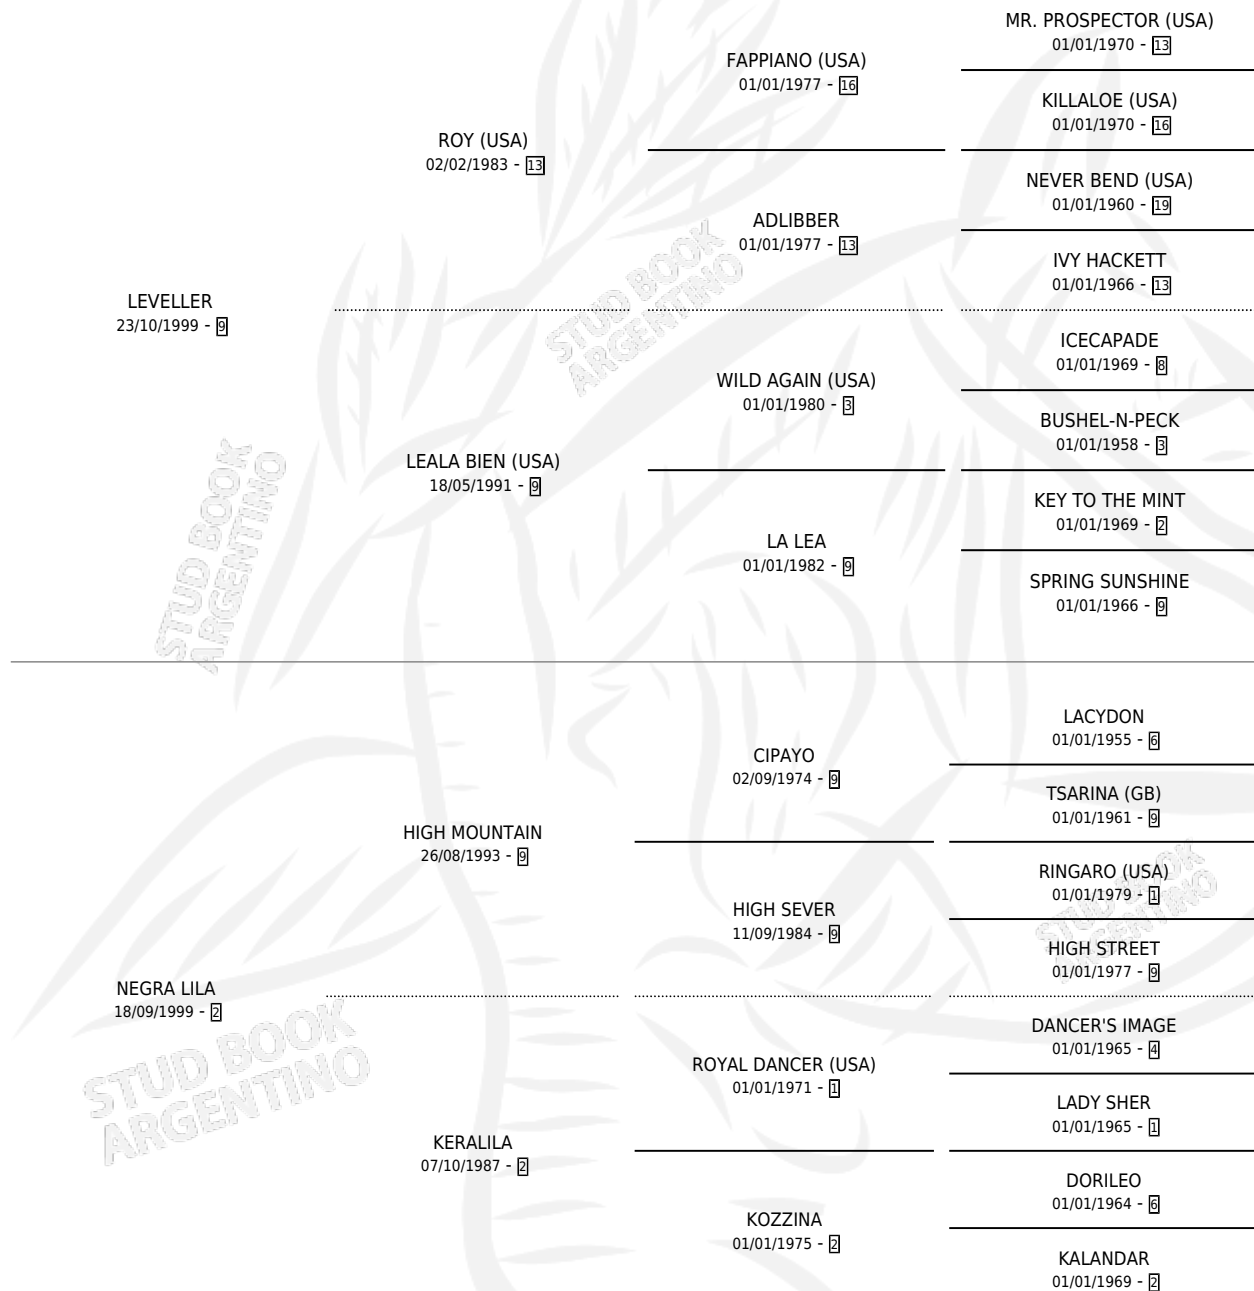 MR. PROSPECTOR (USA)
01/01/1970 - 13
FAPPIANO (USA)
01/01/1977 - 16
KILLALOE (USA)
01/01/1970 - 16
ROY (USA)
02/02/1983 - 13
NEVER BEND (USA)
01/01/1960 - 19
ADLIBBER
01/01/1977 - 13
IVY HACKETT
01/01/1966 - 13
LEVELLER
23/10/1999 - 9
ICECAPADE
01/01/1969 - 8
WILD AGAIN (USA)
01/01/1980 - 3
BUSHEL-N-PECK
01/01/1958 - 3
LEALA BIEN (USA)
18/05/1991 - 9
KEY TO THE MINT
01/01/1969 - 2
LA LEA
01/01/1982 - 9
SPRING SUNSHINE
01/01/1966 - 9
LACYDON
01/01/1955 - 6
CIPAYO
02/09/1974 - 9
TSARINA (GB)
01/01/1961 - 9
HIGH MOUNTAIN
26/08/1993 - 9
RINGARO (USA)
01/01/1979 - 1
HIGH SEVER
11/09/1984 - 9
HIGH STREET
01/01/1977 - 9
NEGRA LILA
18/09/1999 - 2
DANCER'S IMAGE
01/01/1965 - 4
ROYAL DANCER (USA)
01/01/1971 - 1
LADY SHER
01/01/1965 - 1
KERALILA
07/10/1987 - 2
DORILEO
01/01/1964 - 6
KOZZINA
01/01/1975 - 2
KALANDAR
01/01/1969 - 2
STUD BOOK
ARGENTINO
STUD BOOK
ARGENTINO
STUD BOOK
ARGENTINO
STUD BOOK
ARGENTINO